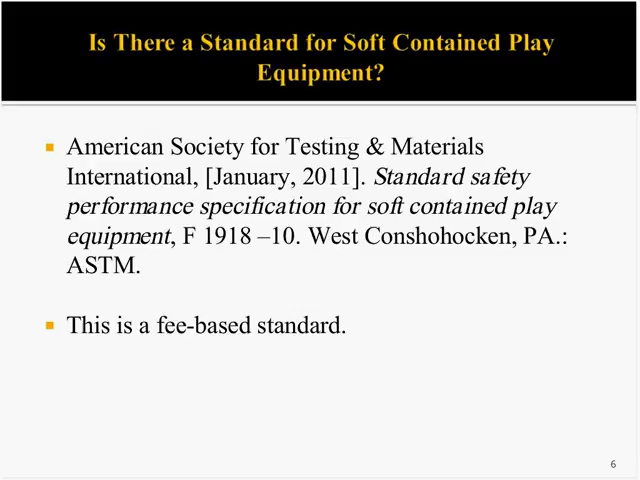 Is There a Standard for Soft Contained Play
Equipment?
American Society for Testing & Materials
International, [January, 2011]. Standard safety
performance specification for soft contained play
equipment, F 1918 –10. West Conshohocken, PA.:
ASTM.
This is a fee-based standard.
6